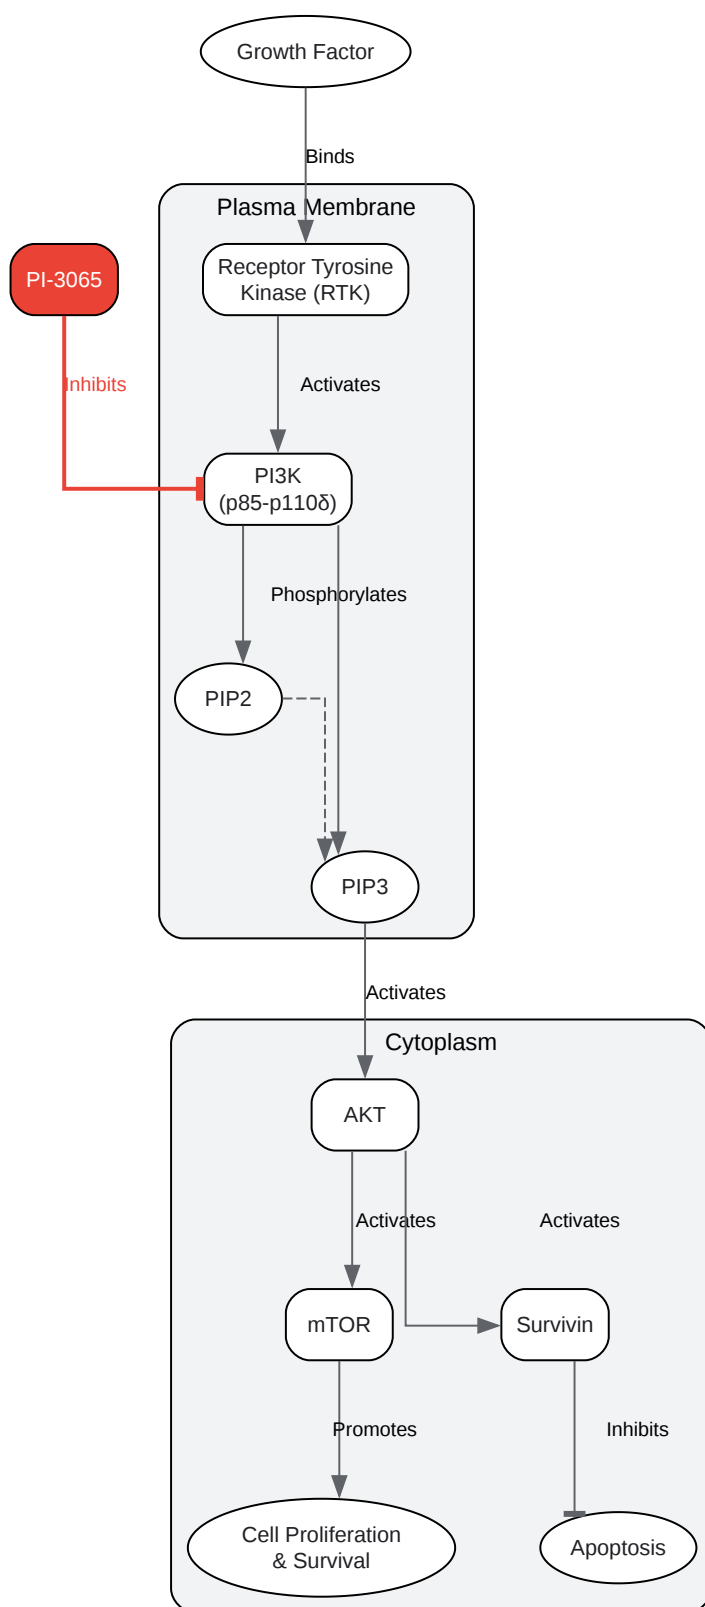 Growth Factor
Binds
Plasma Membrane
PI-3065
Receptor Tyrosine
Kinase (RTK)
Inhibits
Activates
PI3K
(p85-p110δ)
Phosphorylates
PIP2
PIP3
Activates
Cytoplasm
AKT
Activates
Activates
mTOR
Survivin
Promotes
Inhibits
Cell Proliferation
& Survival
Apoptosis